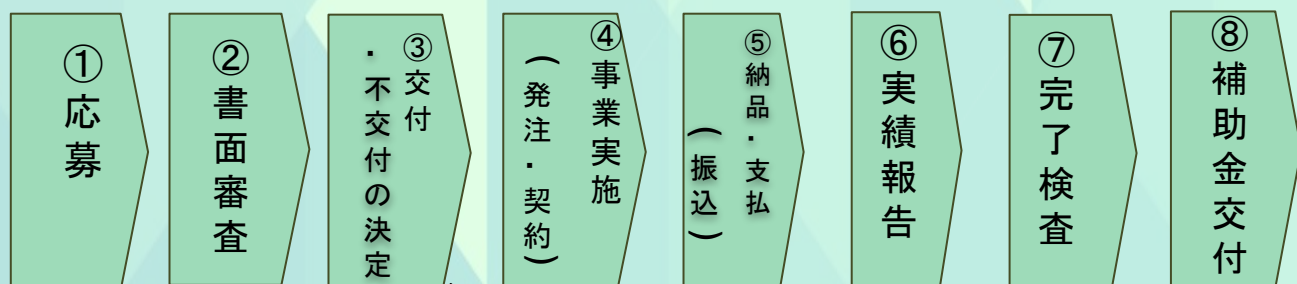 ①応募
②書面審査
③交付
・不交付の決定
④事業実施
(発注・契約)
⑤納品・支払
(振込)
⑥実績報告
⑦完了検査
⑧補助金交付